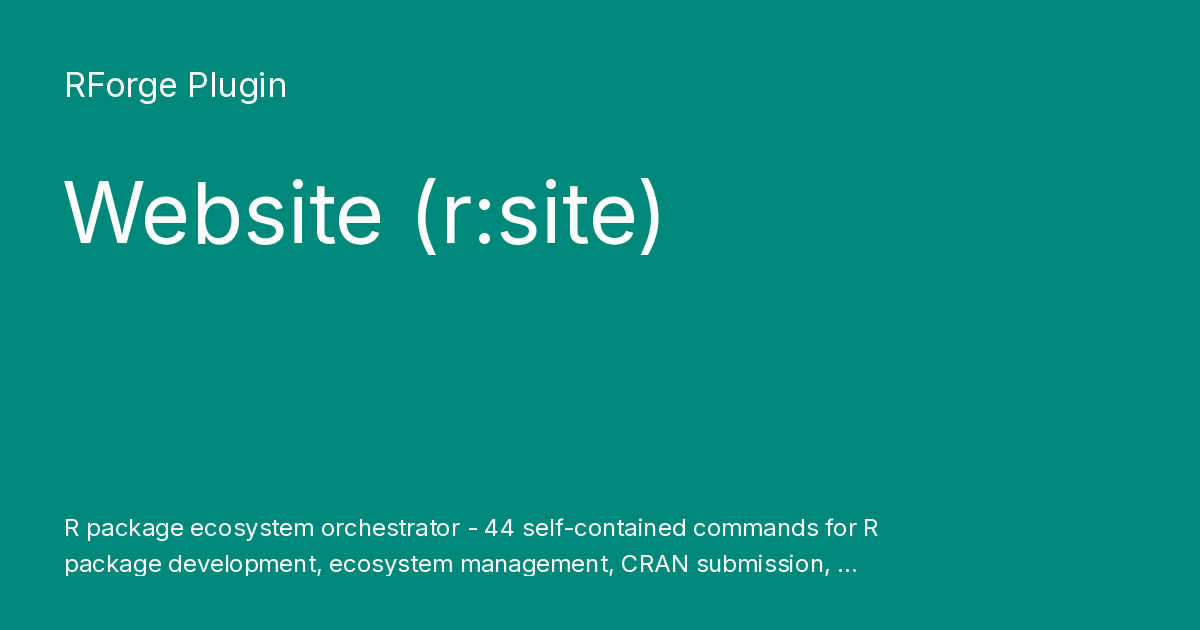 RForge Plugin
Website (r:site)
R package ecosystem orchestrator - 44 self-contained commands for R
package development, ecosystem management, CRAN submission, ...